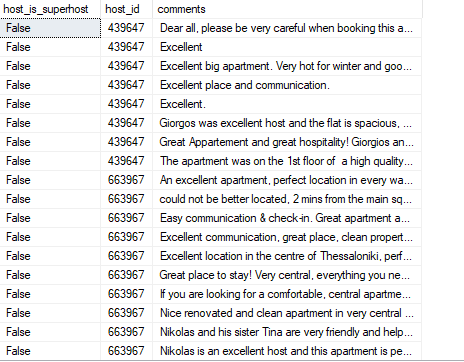 host_is_superhost host_id comments
False 439647 Dear all, please be very careful when booking this a...
False 439647 Excellent
False 439647 Excellent big apartment. Very hot for winter and goo...
False 439647 Excellent place and communication.
False 439647 Excellent.
False 439647 Giorgos was excellent host and the flat is spacious, ...
False 439647 Great Appartement and great hospitality! Giorgios an...
False 439647 The apartment was on the 1st floor of a high quality...
False 663967 An excellent apartment, perfect location in every wa...
False 663967 could not be better located, 2 mins from the main sq...
False 663967 Easy communication & check-in. Great apartment a...
False 663967 Excellent communication, great place, clean propert...
False 663967 Excellent location in the centre of Thessaloniki, perf...
False 663967 Great place to stay! Very central, everything you ne...
False 663967 If you are looking for a comfortable, central apartme...
False 663967 Nice renovated and clean apartment in very central ...
False 663967 Nikolas and his sister Tina are very friendly and help...
False 663967 Nikolas is an excellent host and this apartment is pe...